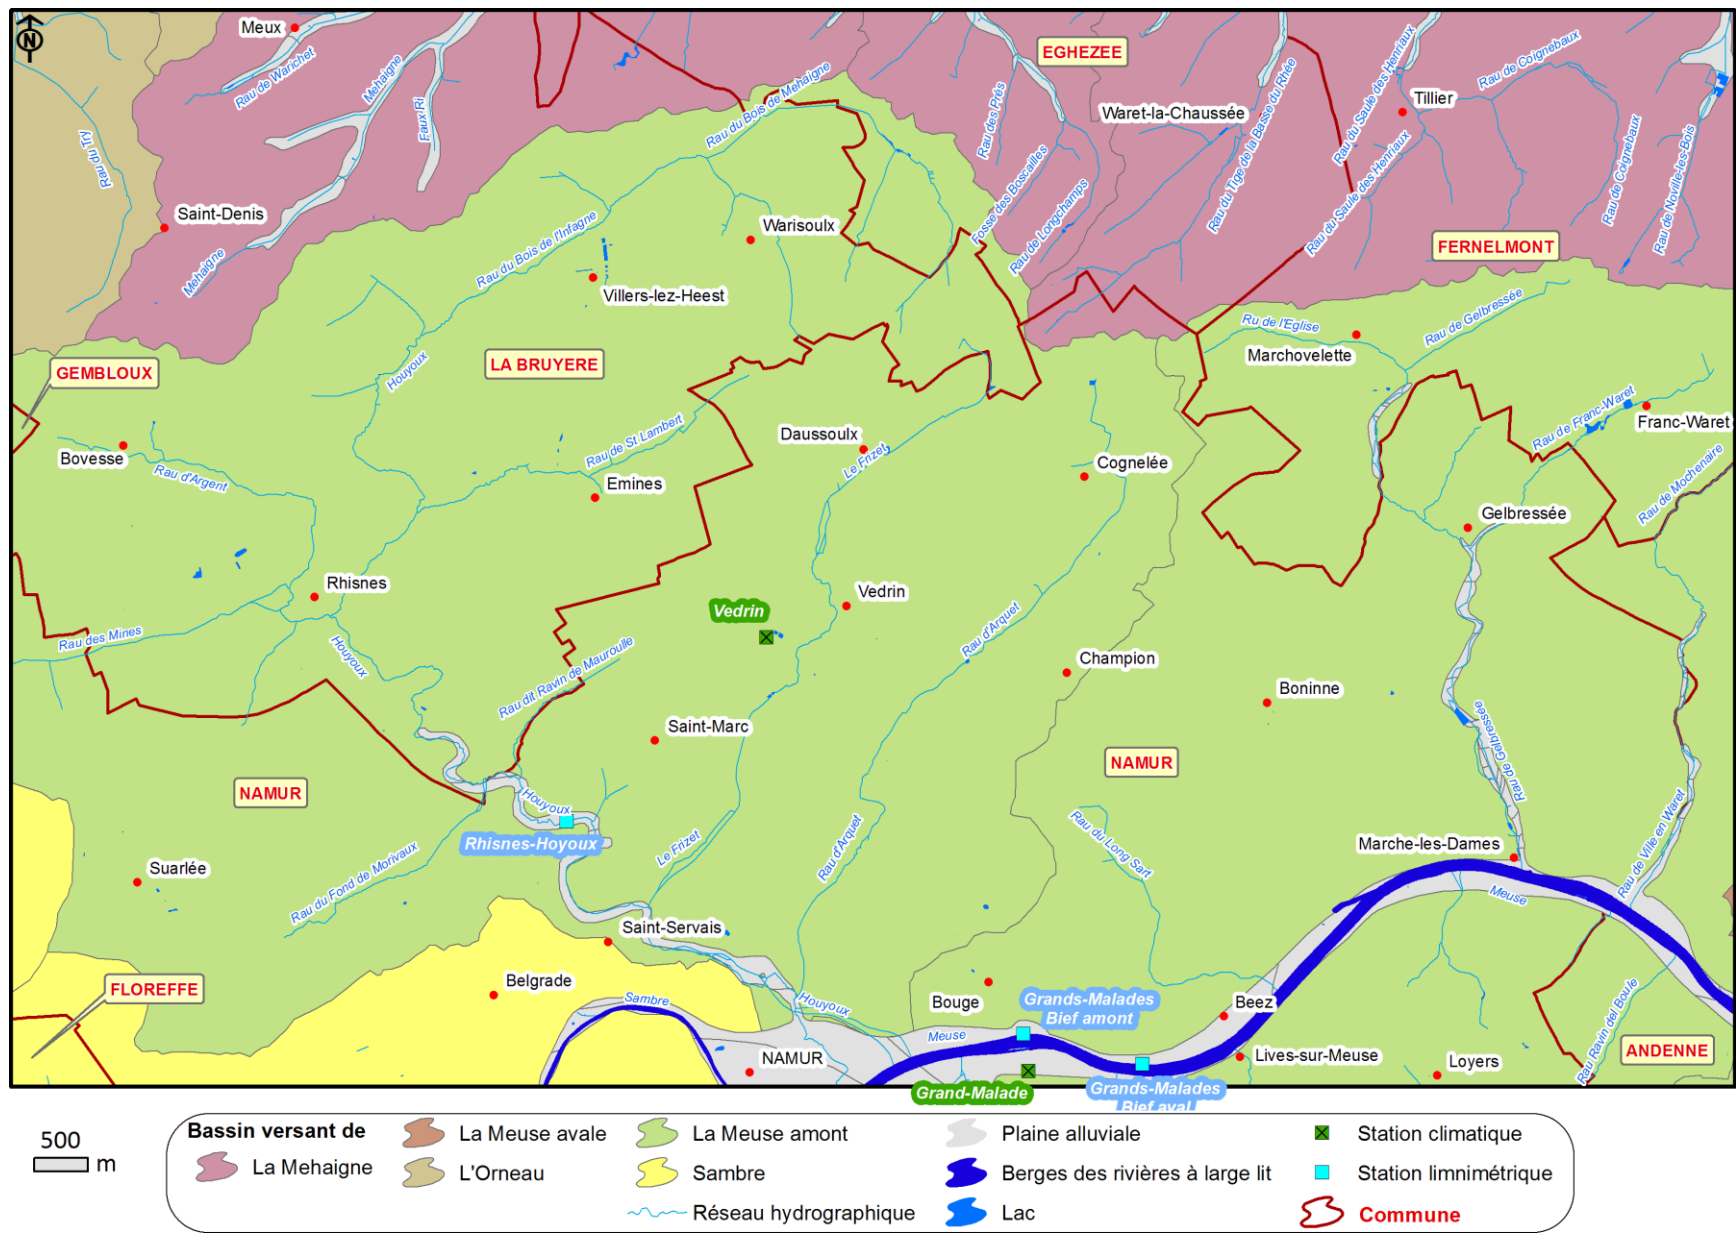 N
Meux
EGHEZEE
Rau de Warichet
Mehaigne
Faux Ri
Rau du Try
Rau du Bois de Mehaigne
Rau des Prés
Waret-la-Chaussée
Rau du Tige de la Basse du Rhée
Rau du Saule des Henriaux
Tillier
Rau de Coignebaux
Rau de Coignebaux
Rau de Noville-les-Bois
Rau du Saule des Henriaux
Fosse des Boscailles
Rau de Longchamps
Saint-Denis
Mehaigne
Rau du Bois de l'Infagne
Warisoulx
FERNELMONT
Villers-lez-Heest
Ru de l'Eglise
Marchovelette
Rau de Gelbressée
GEMBLOUX
LA BRUYERE
Houyoux
Bovesse
Rau d'Argent
Rau de St Lambert
Emines
Daussoulx
Le Frizet
Cognelée
Rau de Franc-Waret
Franc-Waret
Rau de Mochenaire
Gelbressée
Rhisnes
Rau des Mines
Houyoux
Vedrin
Vedrin
Rau d'Arquet
Rau dit Ravin de Mauroulle
Champion
Boninne
Saint-Marc
Rau de Gelbressée
NAMUR
NAMUR
Houyoux
Rhisnes-Hoyoux
Le Frizet
Rau d'Arquet
Rau du Long Sart
Marche-les-Dames
Rau de Ville en Waret
Suarlée
Rau du Fond de Morivaux
Meuse
Saint-Servais
FLOREFFE
Belgrade
Sambre
Houyoux
Bouge
Grands-Malades
Bief amont
Beez
Meuse
NAMUR
Lives-sur-Meuse
Loyers
Rau Ravin del Boule
ANDENNE
Grand-Malade
Grands-Malades
Bief aval
500
m
Bassin versant de
La Mehaigne
La Meuse avale
L'Orneau
La Meuse amont
Sambre
Réseau hydrographique
Plaine alluviale
Berges des rivières à large lit
Lac
Station climatique
Station limnimétrique
Commune